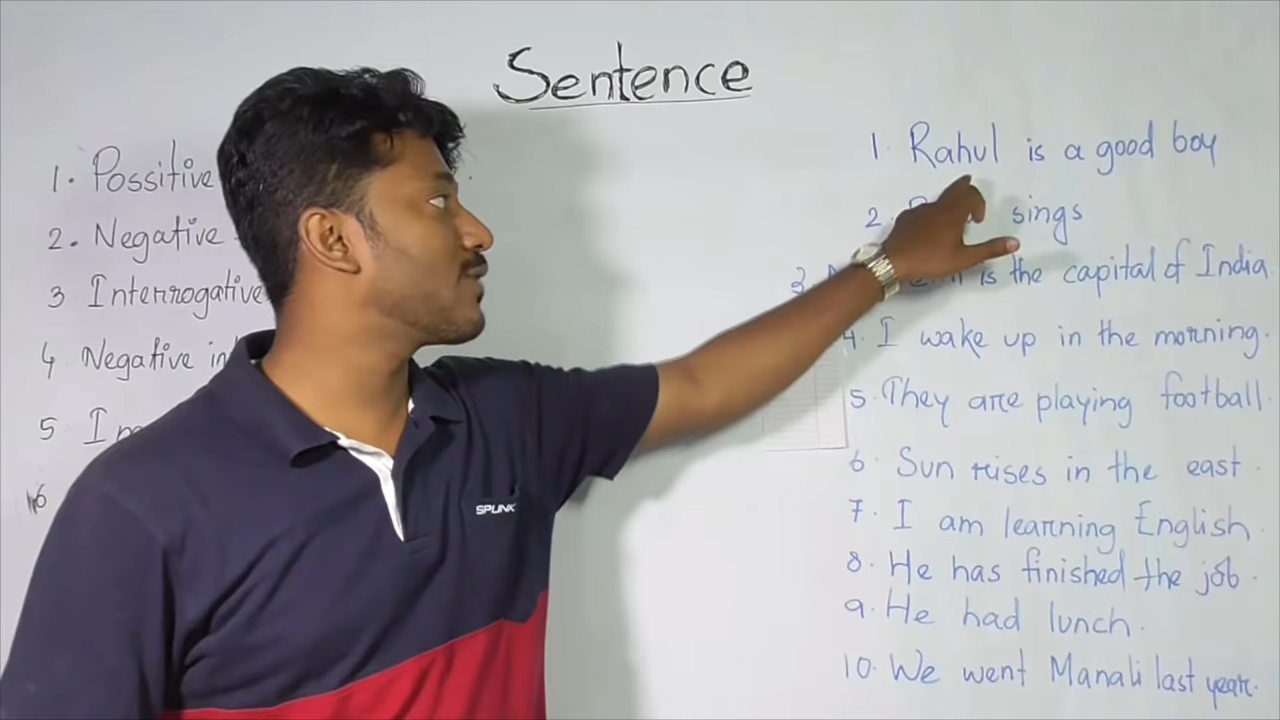 Sentence
1. Possitive
2. Negative
3 Interrogative
4 Negative
5
6
1. Rahul is a good boy
2. sings
3 is the capital of India.
4. I wake up in the morning.
5. They are playing football.
6. Sun rises in the east.
7. I am learning English.
8. He has finished the job.
9. He had lunch.
10. We went Manali last year.
SPLINK